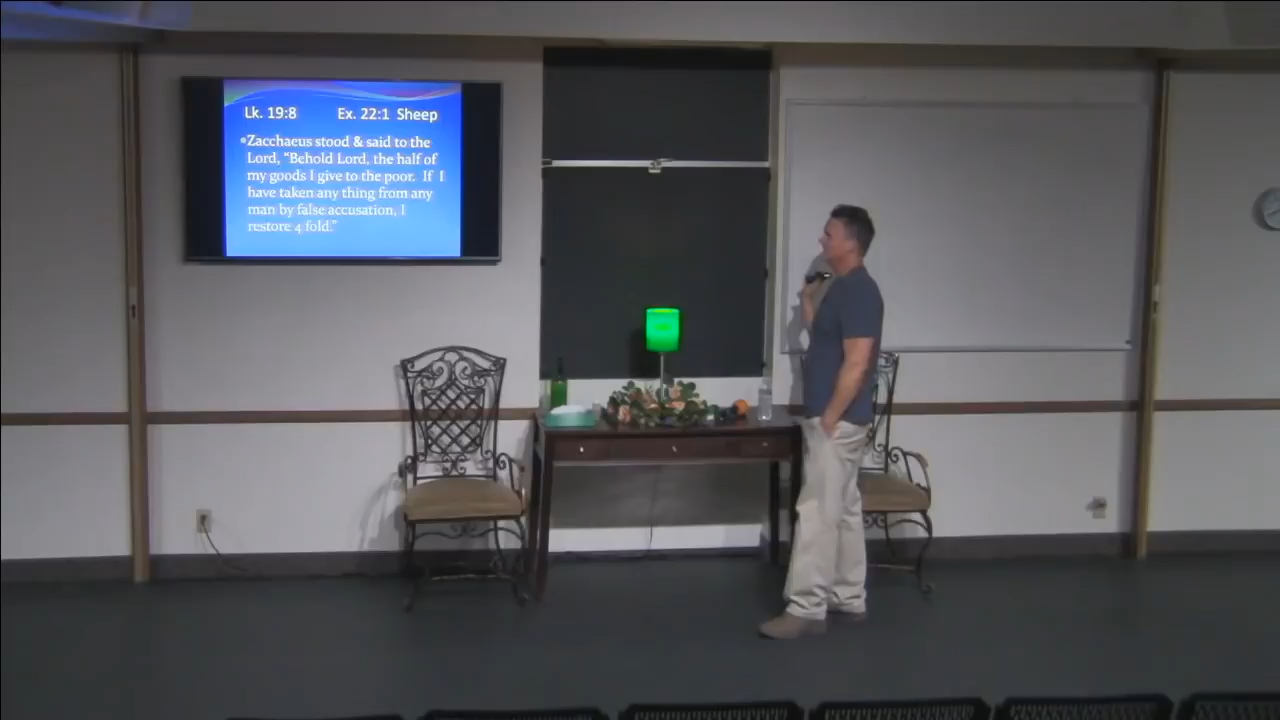 Lk. 19:8 Ex. 22:1 Sheep
•Zacchaeus stood & said to the
Lord, “Behold Lord, the half of
my goods I give to the poor. If I
have taken any thing from any
man by false accusation, I
restore 4 fold.”